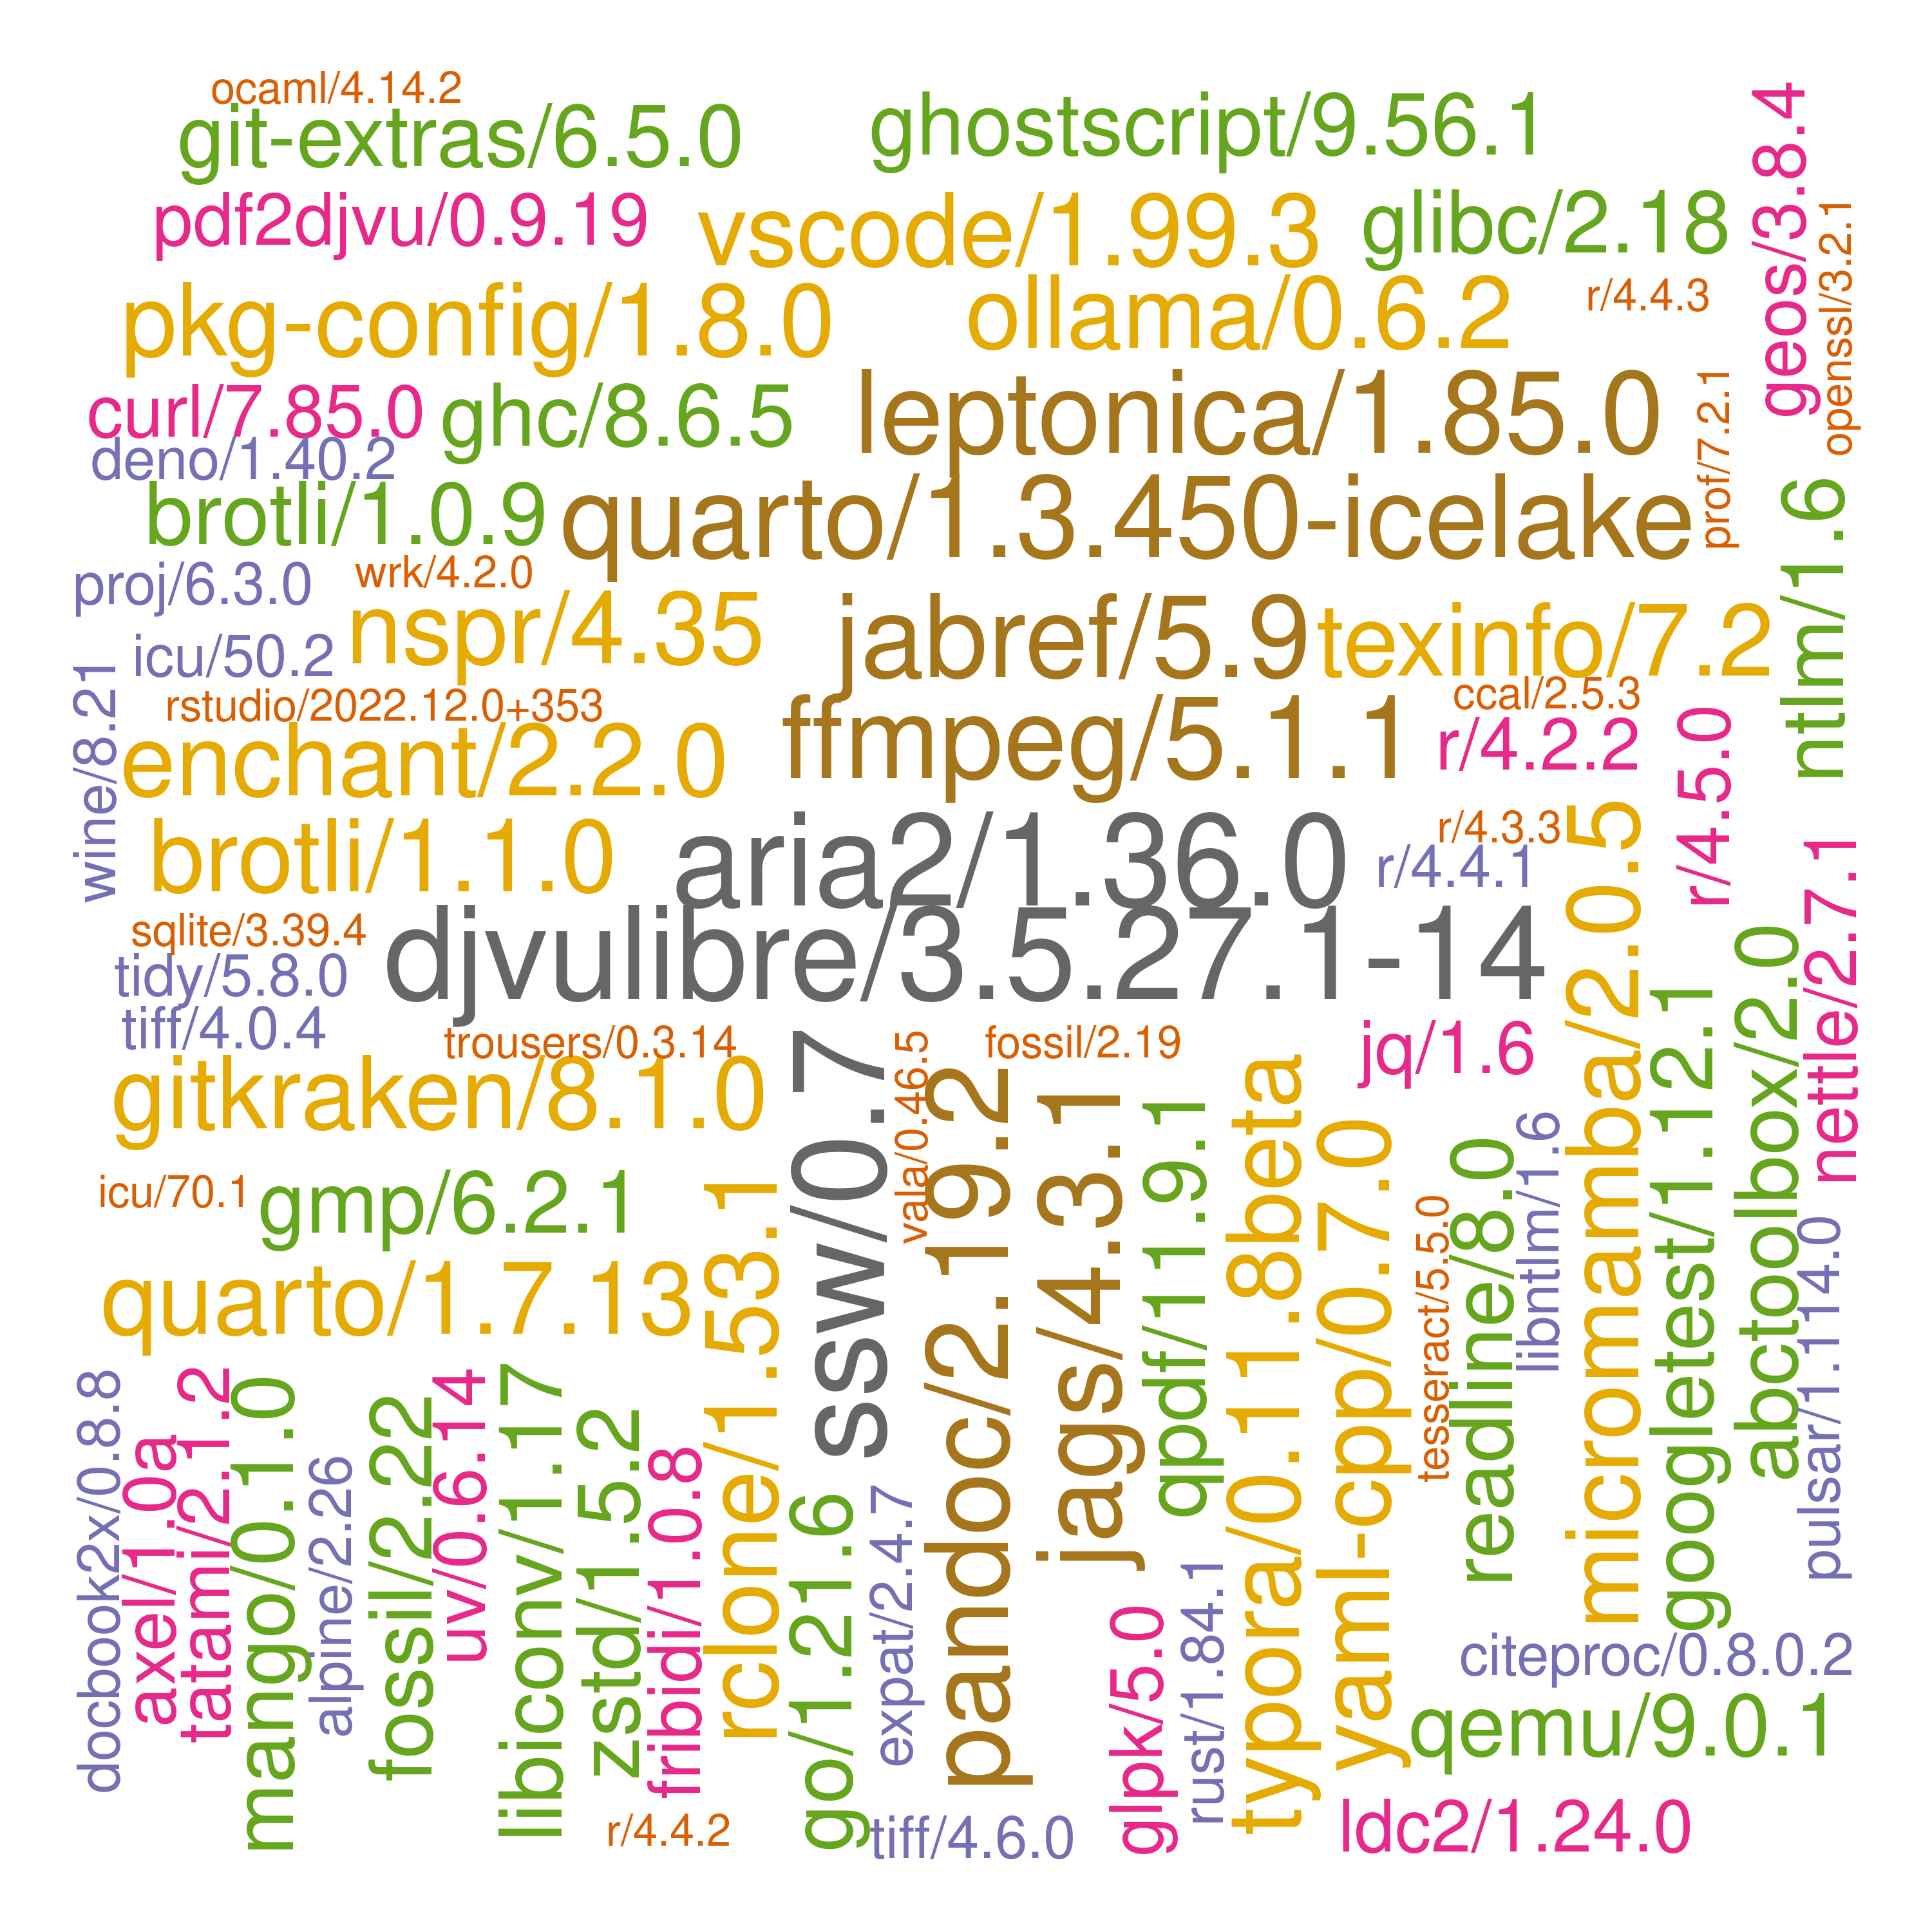 ocaml/4.14.2
git-extras/6.5.0
ghostscript/9.56.1
geos/3.8.4
pdf2djvu/0.9.19
vscode/1.99.3
glibc/2.18
openssl/3.2.1
pkg-config/1.8.0
ollama/0.6.2
r/4.4.3
curl/7.85.0
ghc/8.6.5
leptonica/1.85.0
prof/7.2.1
deno/1.40.2
brotli/1.0.9
quarto/1.3.450-icelake
ntlm/1.6
proj/6.3.0
wrk/4.2.0
nspr/4.35
jabref/5.9
texinfo/7.2
icu/50.2
wine/8.21
rstudio/2022.12.0+353
ccal/2.5.3
enchant/2.2.0
ffmpeg/5.1.1
r/4.2.2
r/4.5.0
brotli/1.1.0
aria2/1.36.0
r/4.3.3
r/4.4.1
micromamba/2.0.5
nettle/2.7.1
sqlite/3.39.4
djvulibre/3.5.27.1-14
tidy/5.8.0
tiff/4.0.4
trousers/0.3.14
ssw/0.7
vala/0.46.5
fossil/2.19
jq/1.6
googletest/1.12.1
abctoolbox/2.0
gitkraken/8.1.0
pandoc/2.19.2
jags/4.3.1
qpdf/11.9.1
typora/0.11.8beta
yaml-cpp/0.7.0
tesseract/5.5.0
readline/8.0
libntlm/1.6
pulsar/1.114.0
icu/70.1
gmp/6.2.1
quarto/1.7.13
rclone/1.53.1
docbook2x/0.8.8
axel/1.0a
tatami/2.1.2
mango/0.1.0
alpine/2.26
fossil/2.22
uv/0.6.14
libiconv/1.17
zstd/1.5.2
fribidi/1.0.8
go/1.21.6
expat/2.4.7
glpk/5.0
rust/1.84.1
citeproc/0.8.0.2
qemu/9.0.1
r/4.4.2
tiff/4.6.0
ldc2/1.24.0